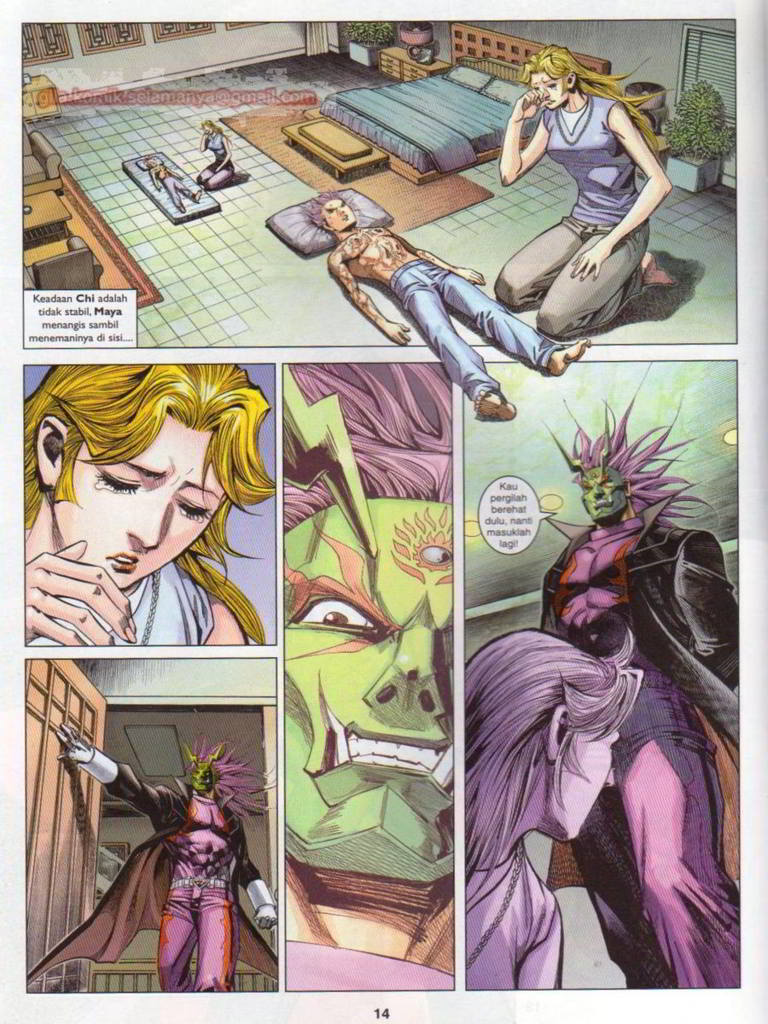 Keadaan Chi adalah
tidak stabil, Maya
menangis sambil
menemaninya di sisi....
Kau
pergilah
berehat
dulu, nanti
masuklah
lagi!
14